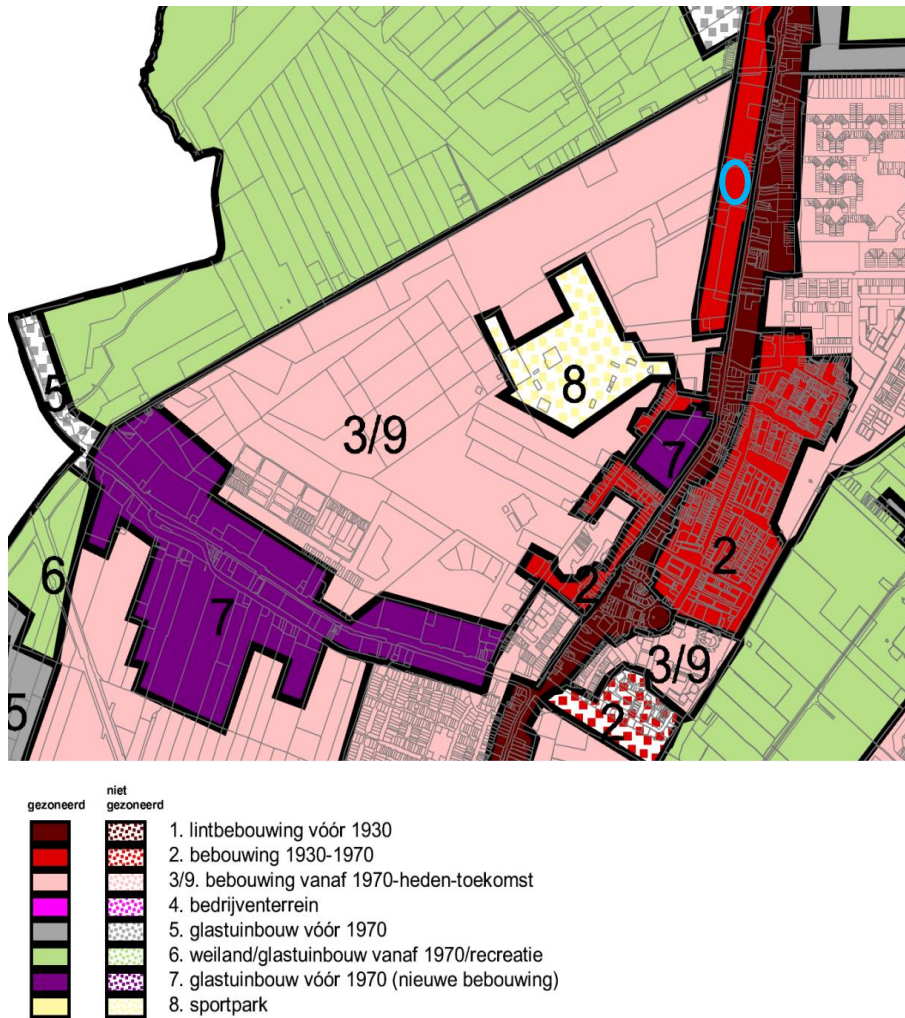 8
5
3/9
7
2
6
7
2
3/9
5
2
gezoneerd
niet
gezoneerd
1. lintbebouwing vóór 1930
2. bebouwing 1930-1970
3/9. bebouwing vanaf 1970-heden-toekomst
4. bedrijventerrein
5. glastuinbouw vóór 1970
6. weiland/glastuinbouw vanaf 1970/recreatie
7. glastuinbouw vóór 1970 (nieuwe bebouwing)
8. sportpark